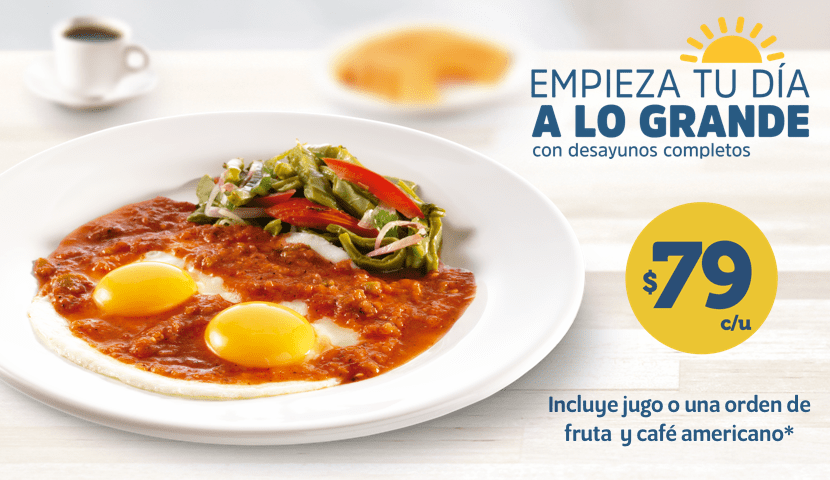 EMPIEZA TU DÍA
A LO GRANDE
con desayunos completos
$79
c/u
Incluye jugo o una orden de
fruta y café americano*